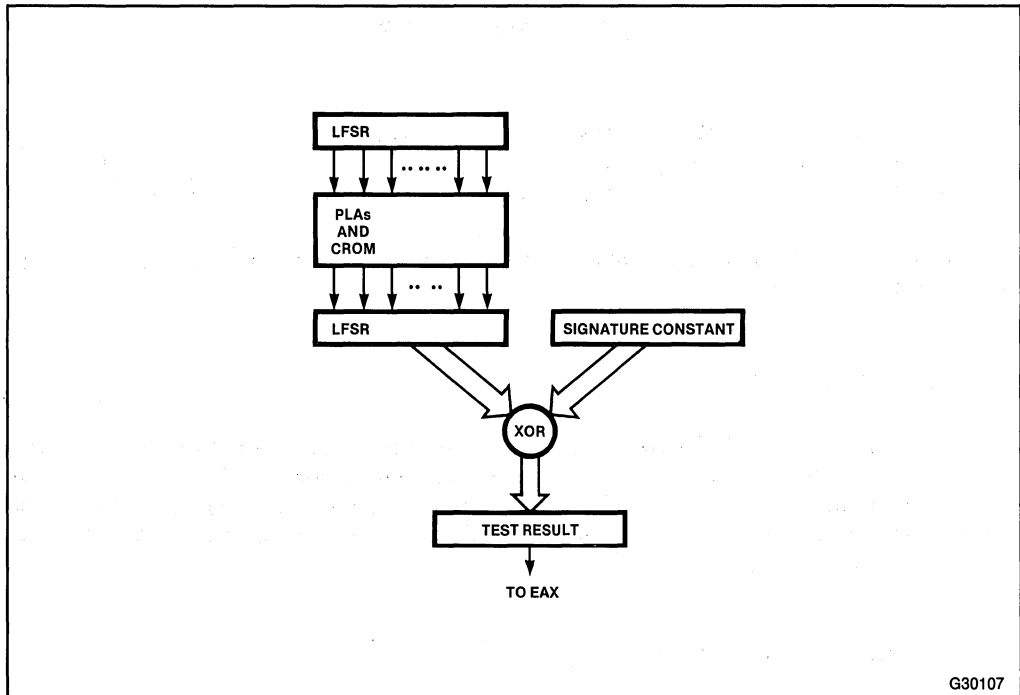 LFSR
PLAs
AND
CROM
LFSR
SIGNATURE CONSTANT
XOR
TEST RESULT
TO EAX
G30107